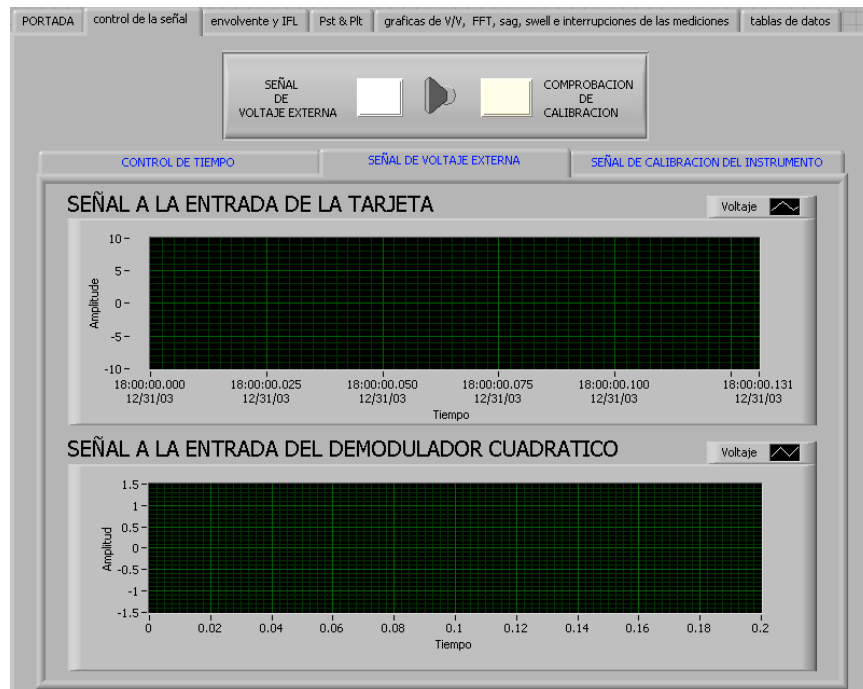 PORTADA
control de la señal
envolvente y IFL
Pst & Plt
graficas de V/V, FFT, sag, swell e interrupciones de las mediciones
tablas de datos
SEÑAL
DE
VOLTAJE EXTERNA
COMPROBACION
DE
CALIBRACION
CONTROL DE TIEMPO
SEÑAL DE VOLTAJE EXTERNA
SEÑAL DE CALIBRACION DEL INSTRUMENTO
SEÑAL A LA ENTRADA DE LA TARJETA
Voltaje
Amplitude
10
5
0
-5
-10
18:00:00.000 18:00:00.025 18:00:00.050 18:00:00.075 18:00:00.100 18:00:00.131
12/31/03 12/31/03 12/31/03 12/31/03 12/31/03 12/31/03
Tiempo
SEÑAL A LA ENTRADA DEL DEMODULADOR CUADRATICO
Voltaje
Amplitud
1.5
1
0.5
0
-0.5
-1
-1.5
0 0.02 0.04 0.06 0.08 0.1 0.12 0.14 0.16 0.18 0.2
Tiempo